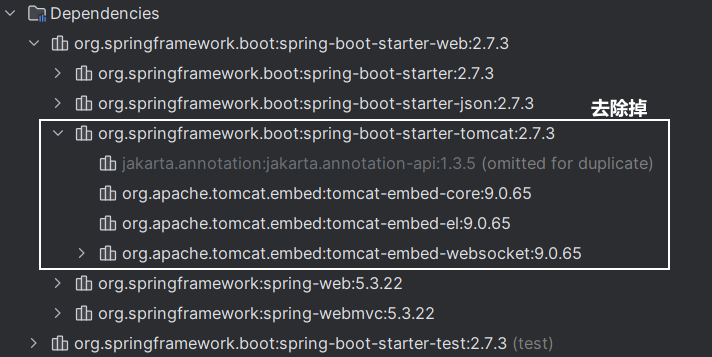 Dependencies
org.springframework.boot:spring-boot-starter-web:2.7.3
org.springframework.boot:spring-boot-starter:2.7.3
org.springframework.boot:spring-boot-starter-json:2.7.3
去除掉
org.springframework.boot:spring-boot-starter-tomcat:2.7.3
jakarta.annotation:jakarta.annotation-api:1.3.5 (omitted for duplicate)
org.apache.tomcat.embed:tomcat-embed-core:9.0.65
org.apache.tomcat.embed:tomcat-embed-el:9.0.65
org.apache.tomcat.embed:tomcat-embed-websocket:9.0.65
org.springframework:spring-web:5.3.22
org.springframework:spring-webmvc:5.3.22
org.springframework.boot:spring-boot-starter-test:2.7.3 (test)